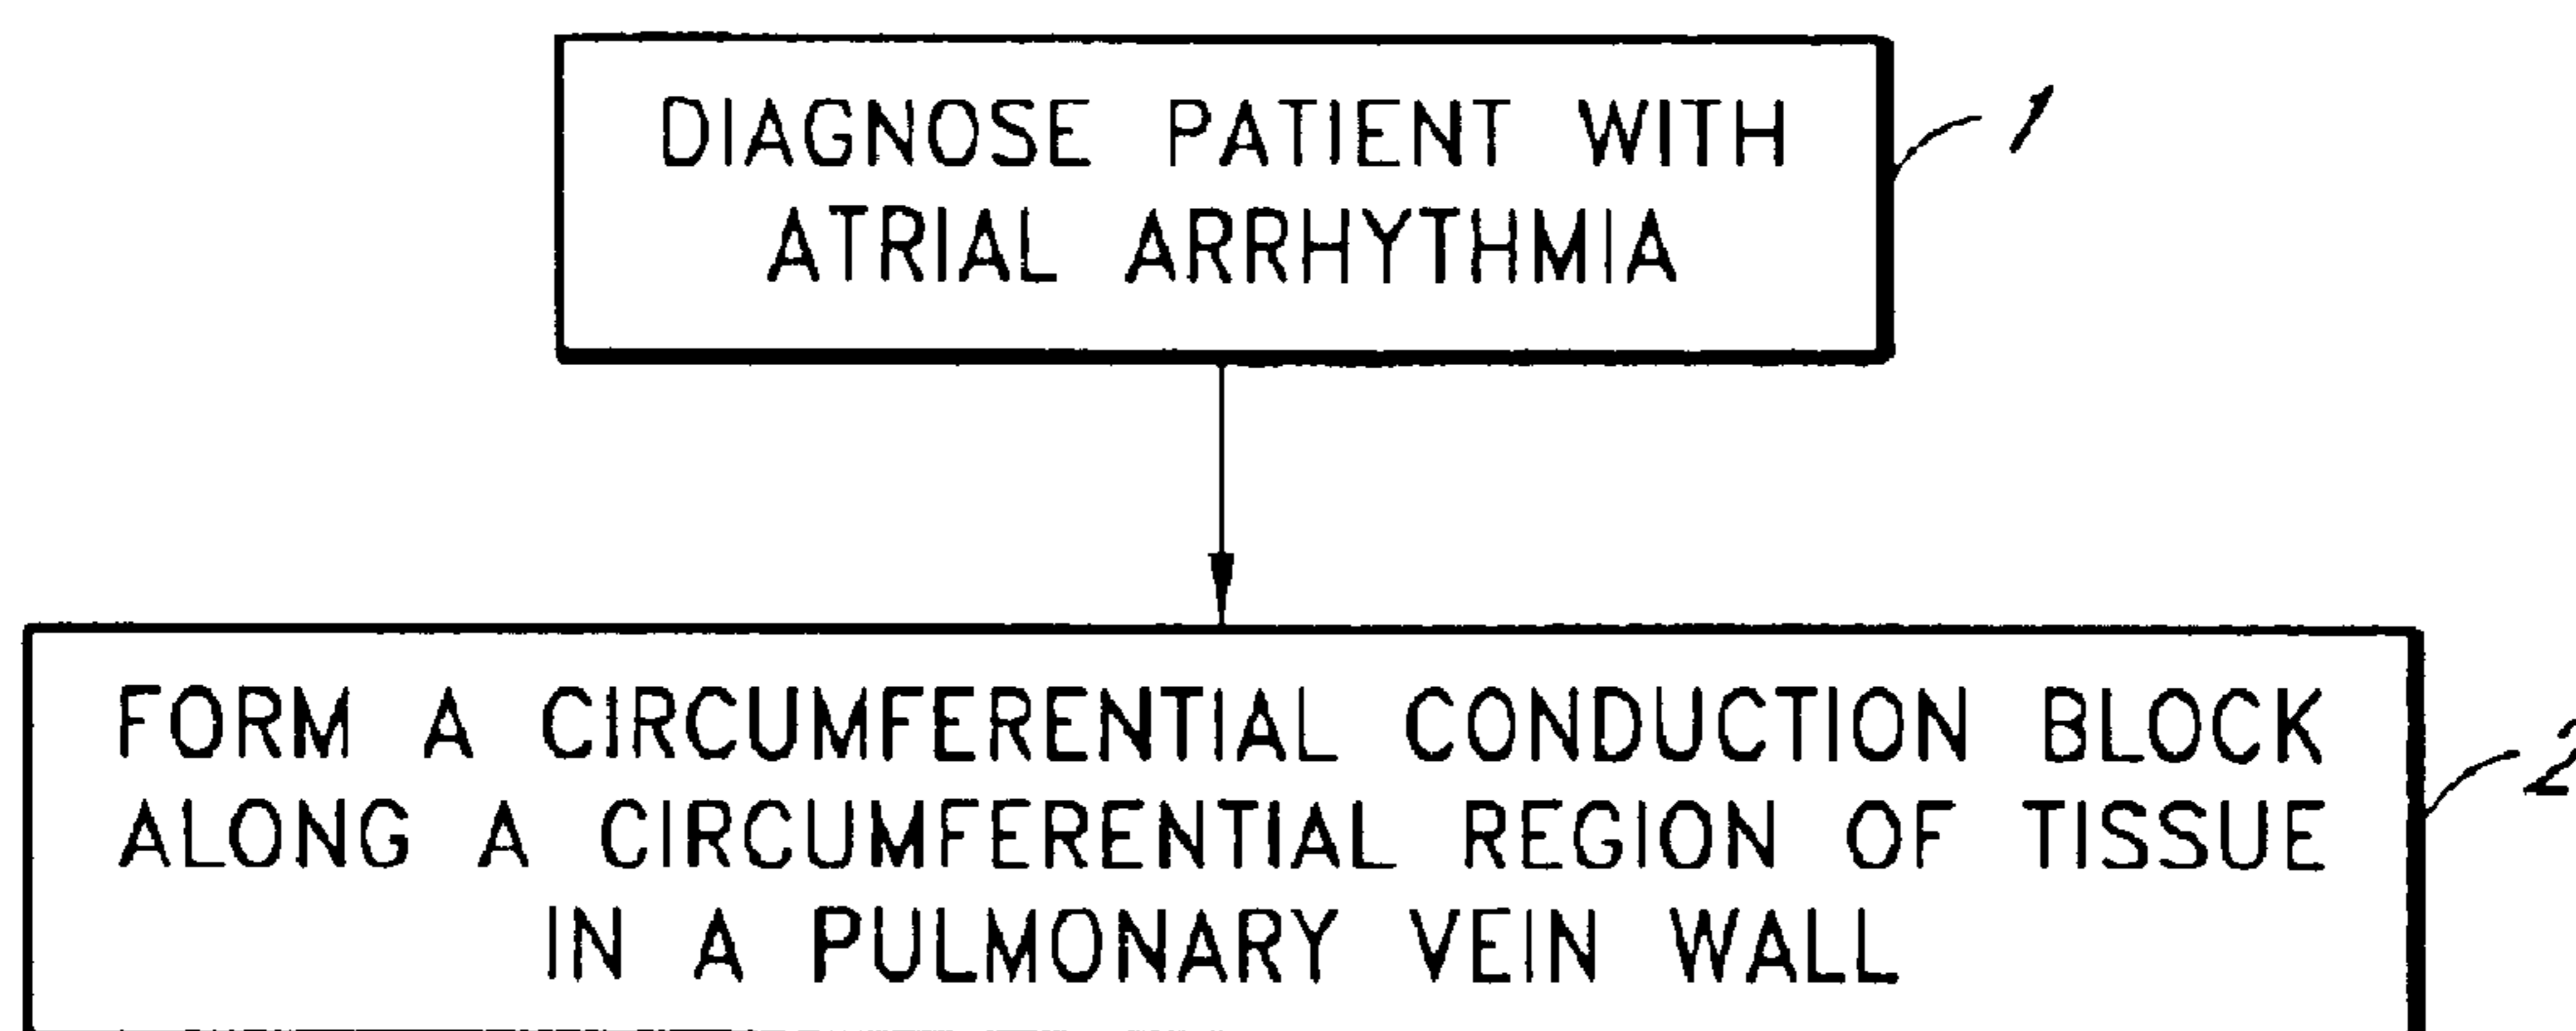 DIAGNOSE PATIENT WITH
ATRIAL ARRHYTHMIA
1
FORM A CIRCUMFERENTIAL CONDUCTION BLOCK
ALONG A CIRCUMFERENTIAL REGION OF TISSUE
IN A PULMONARY VEIN WALL
2